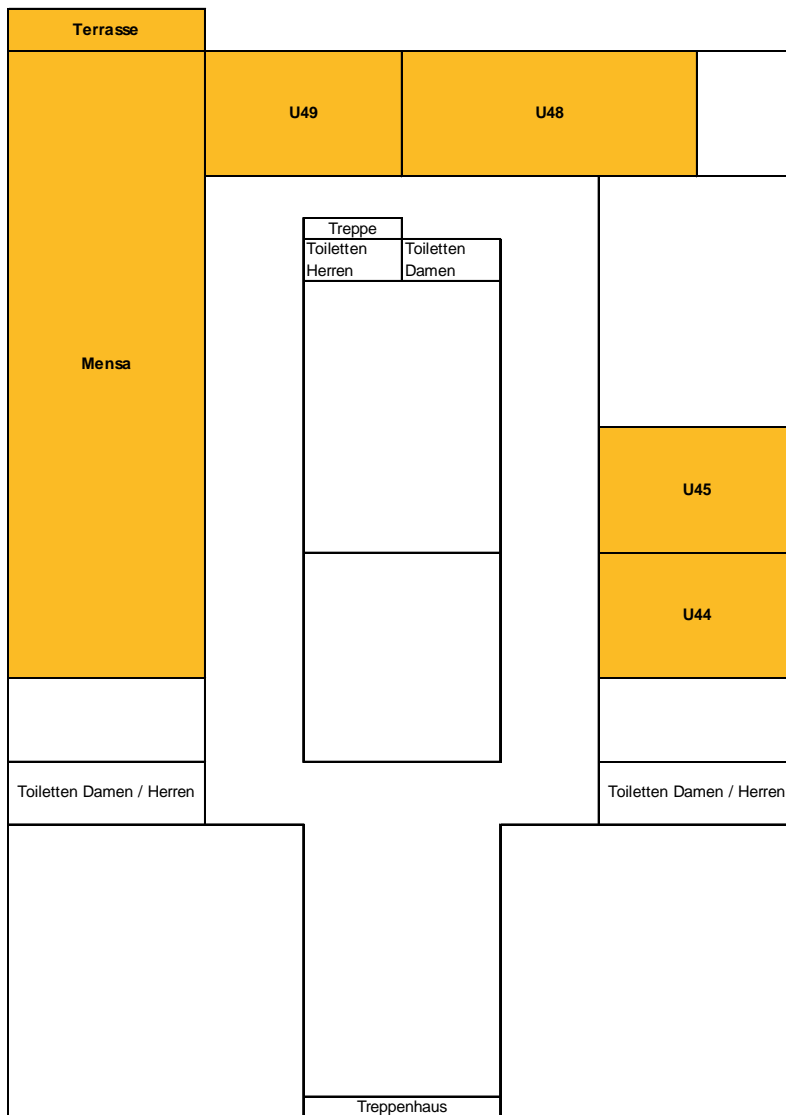 Terrasse
U49
U48
Treppe
Toiletten
Herren
Toiletten
Damen
Mensa
U45
U44
Toiletten Damen / Herren
Toiletten Damen / Herren
Treppenhaus